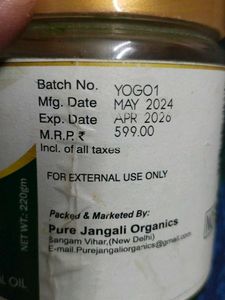 Batch No. YOGO1
Mfg. Date MAY 2024
Exp. Date APR 2026
M.R.P. ₹ 599.00
Incl. of all taxes
FOR EXTERNAL USE ONLY
Packed & Marketed By:
Pure Jangali Organics
Sangam Vihar,(New Delhi)
E-mail.Purejangaliorganics@gmail.com
NET WT: 220gm
OIL